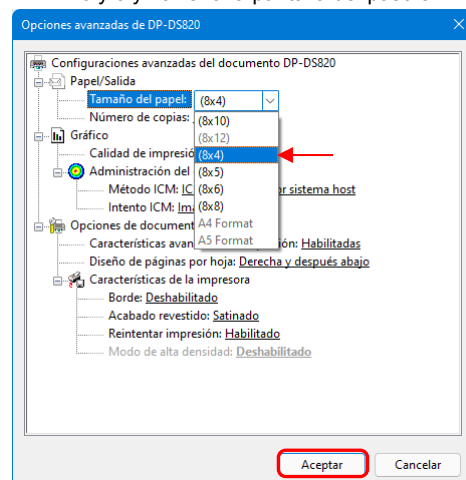 Opciones avanzadas de DP-DS820
Configuraciones avanzadas del documento DP-DS820
Papel/Salida
Tamaño del papel: (8x4)
Número de copias:
(8x10)
Gráfico
(8x12)
Calidad de impresió
(8x4)
Administración del
(8x5)
Método ICM: IC
(8x6)
or sistema host
Intento ICM: Im
(8x8)
Opciones de document
A4 Format
Características avan
A5 Format
ón: Habilitadas
Diseño de páginas por hoja: Derecha y después abajo
Características de la impresora
Borde: Deshabilitado
Acabado revestido: Satinado
Reintentar impresión: Habilitado
Modo de alta densidad: Deshabilitado
Aceptar Cancelar